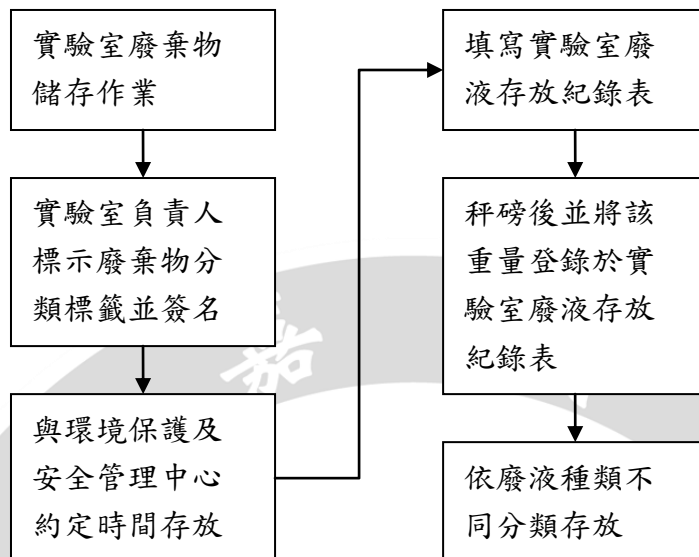 實驗室廢棄物
儲存作業
實驗室負責人
標示廢棄物分
類標籤並簽名
與環境保護及
安全管理中心
約定時間存放
填寫實驗室廢
液存放紀錄表
秤磅後並將該
重量登錄於實
驗室廢液存放
紀錄表
依廢液種類不
同分類存放
嘉